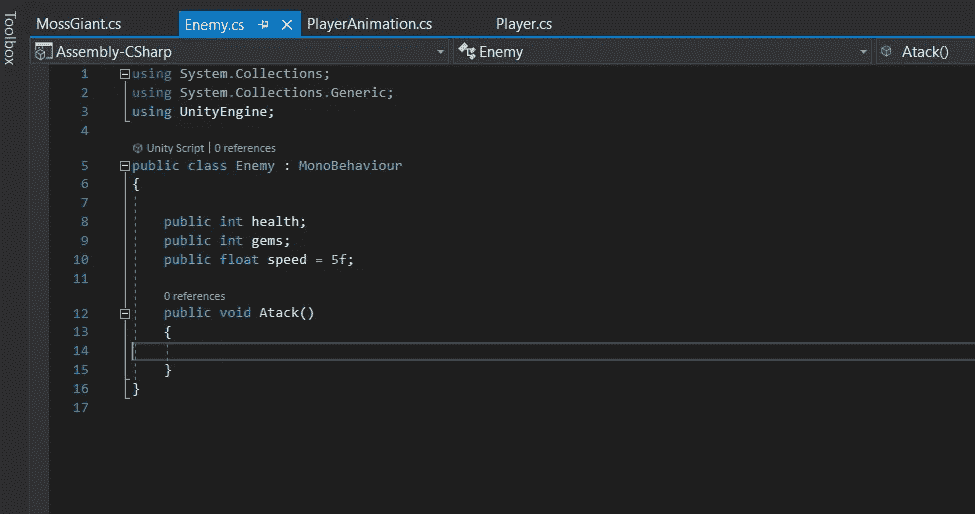 Toolbox
MossGiant.cs Enemy.cs PlayerAnimation.cs Player.cs
Assembly-CSharp Enemy Atack()
1 using System.Collections;
2 using System.Collections.Generic;
3 using UnityEngine;
4
Unity Script | 0 references
5 public class Enemy : MonoBehaviour
6 {
7
8 public int health;
9 public int gems;
10 public float speed = 5f;
11
0 references
12 public void Atack()
13 {
14
15 }
16 }
17